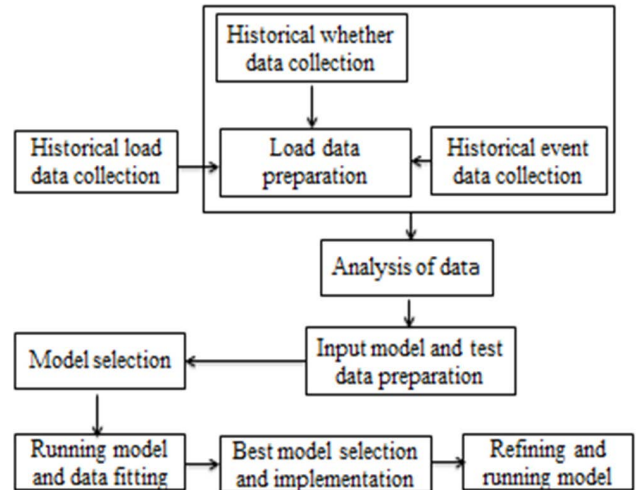 Historical whether
data collection
Historical load
data collection
Load data
preparation
Historical event
data collection
Analysis of data
Input model and test
data preparation
Model selection
Running model
and data fitting
Best model selection
and implementation
Refining and
running model